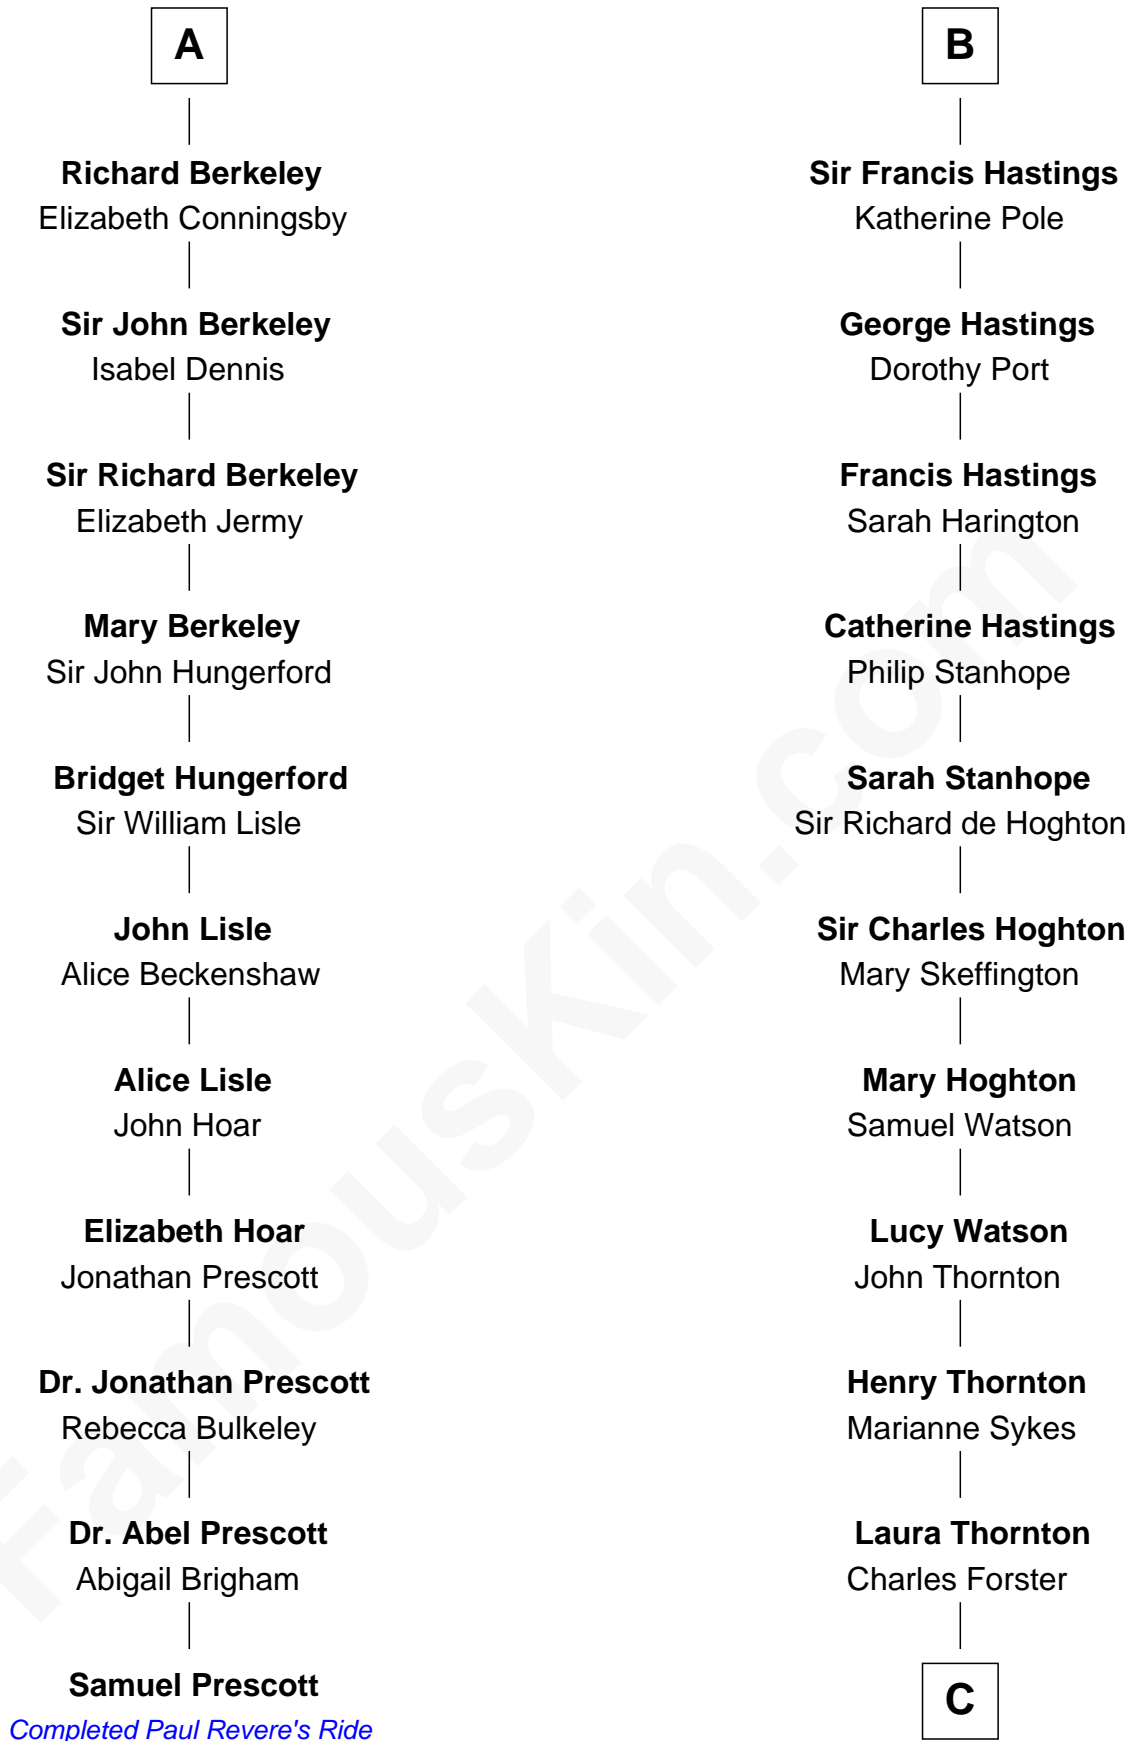 A
Richard Berkeley
Elizabeth Conningsby
Sir John Berkeley
Isabel Dennis
Sir Richard Berkeley
Elizabeth Jermy
Mary Berkeley
Sir John Hungerford
Bridget Hungerford
Sir William Lisle
John Lisle
Alice Beckenshaw
Alice Lisle
John Hoar
Elizabeth Hoar
Jonathan Prescott
Dr. Jonathan Prescott
Rebecca Bulkeley
Dr. Abel Prescott
Abigail Brigham
Samuel Prescott
Completed Paul Revere's Ride
B
Sir Francis Hastings
Katherine Pole
George Hastings
Dorothy Port
Francis Hastings
Sarah Harington
Catherine Hastings
Philip Stanhope
Sarah Stanhope
Sir Richard de Hoghton
Sir Charles Hoghton
Mary Skeffington
Mary Hoghton
Samuel Watson
Lucy Watson
John Thornton
Henry Thornton
Marianne Sykes
Laura Thornton
Charles Forster
C
FamousKin.com